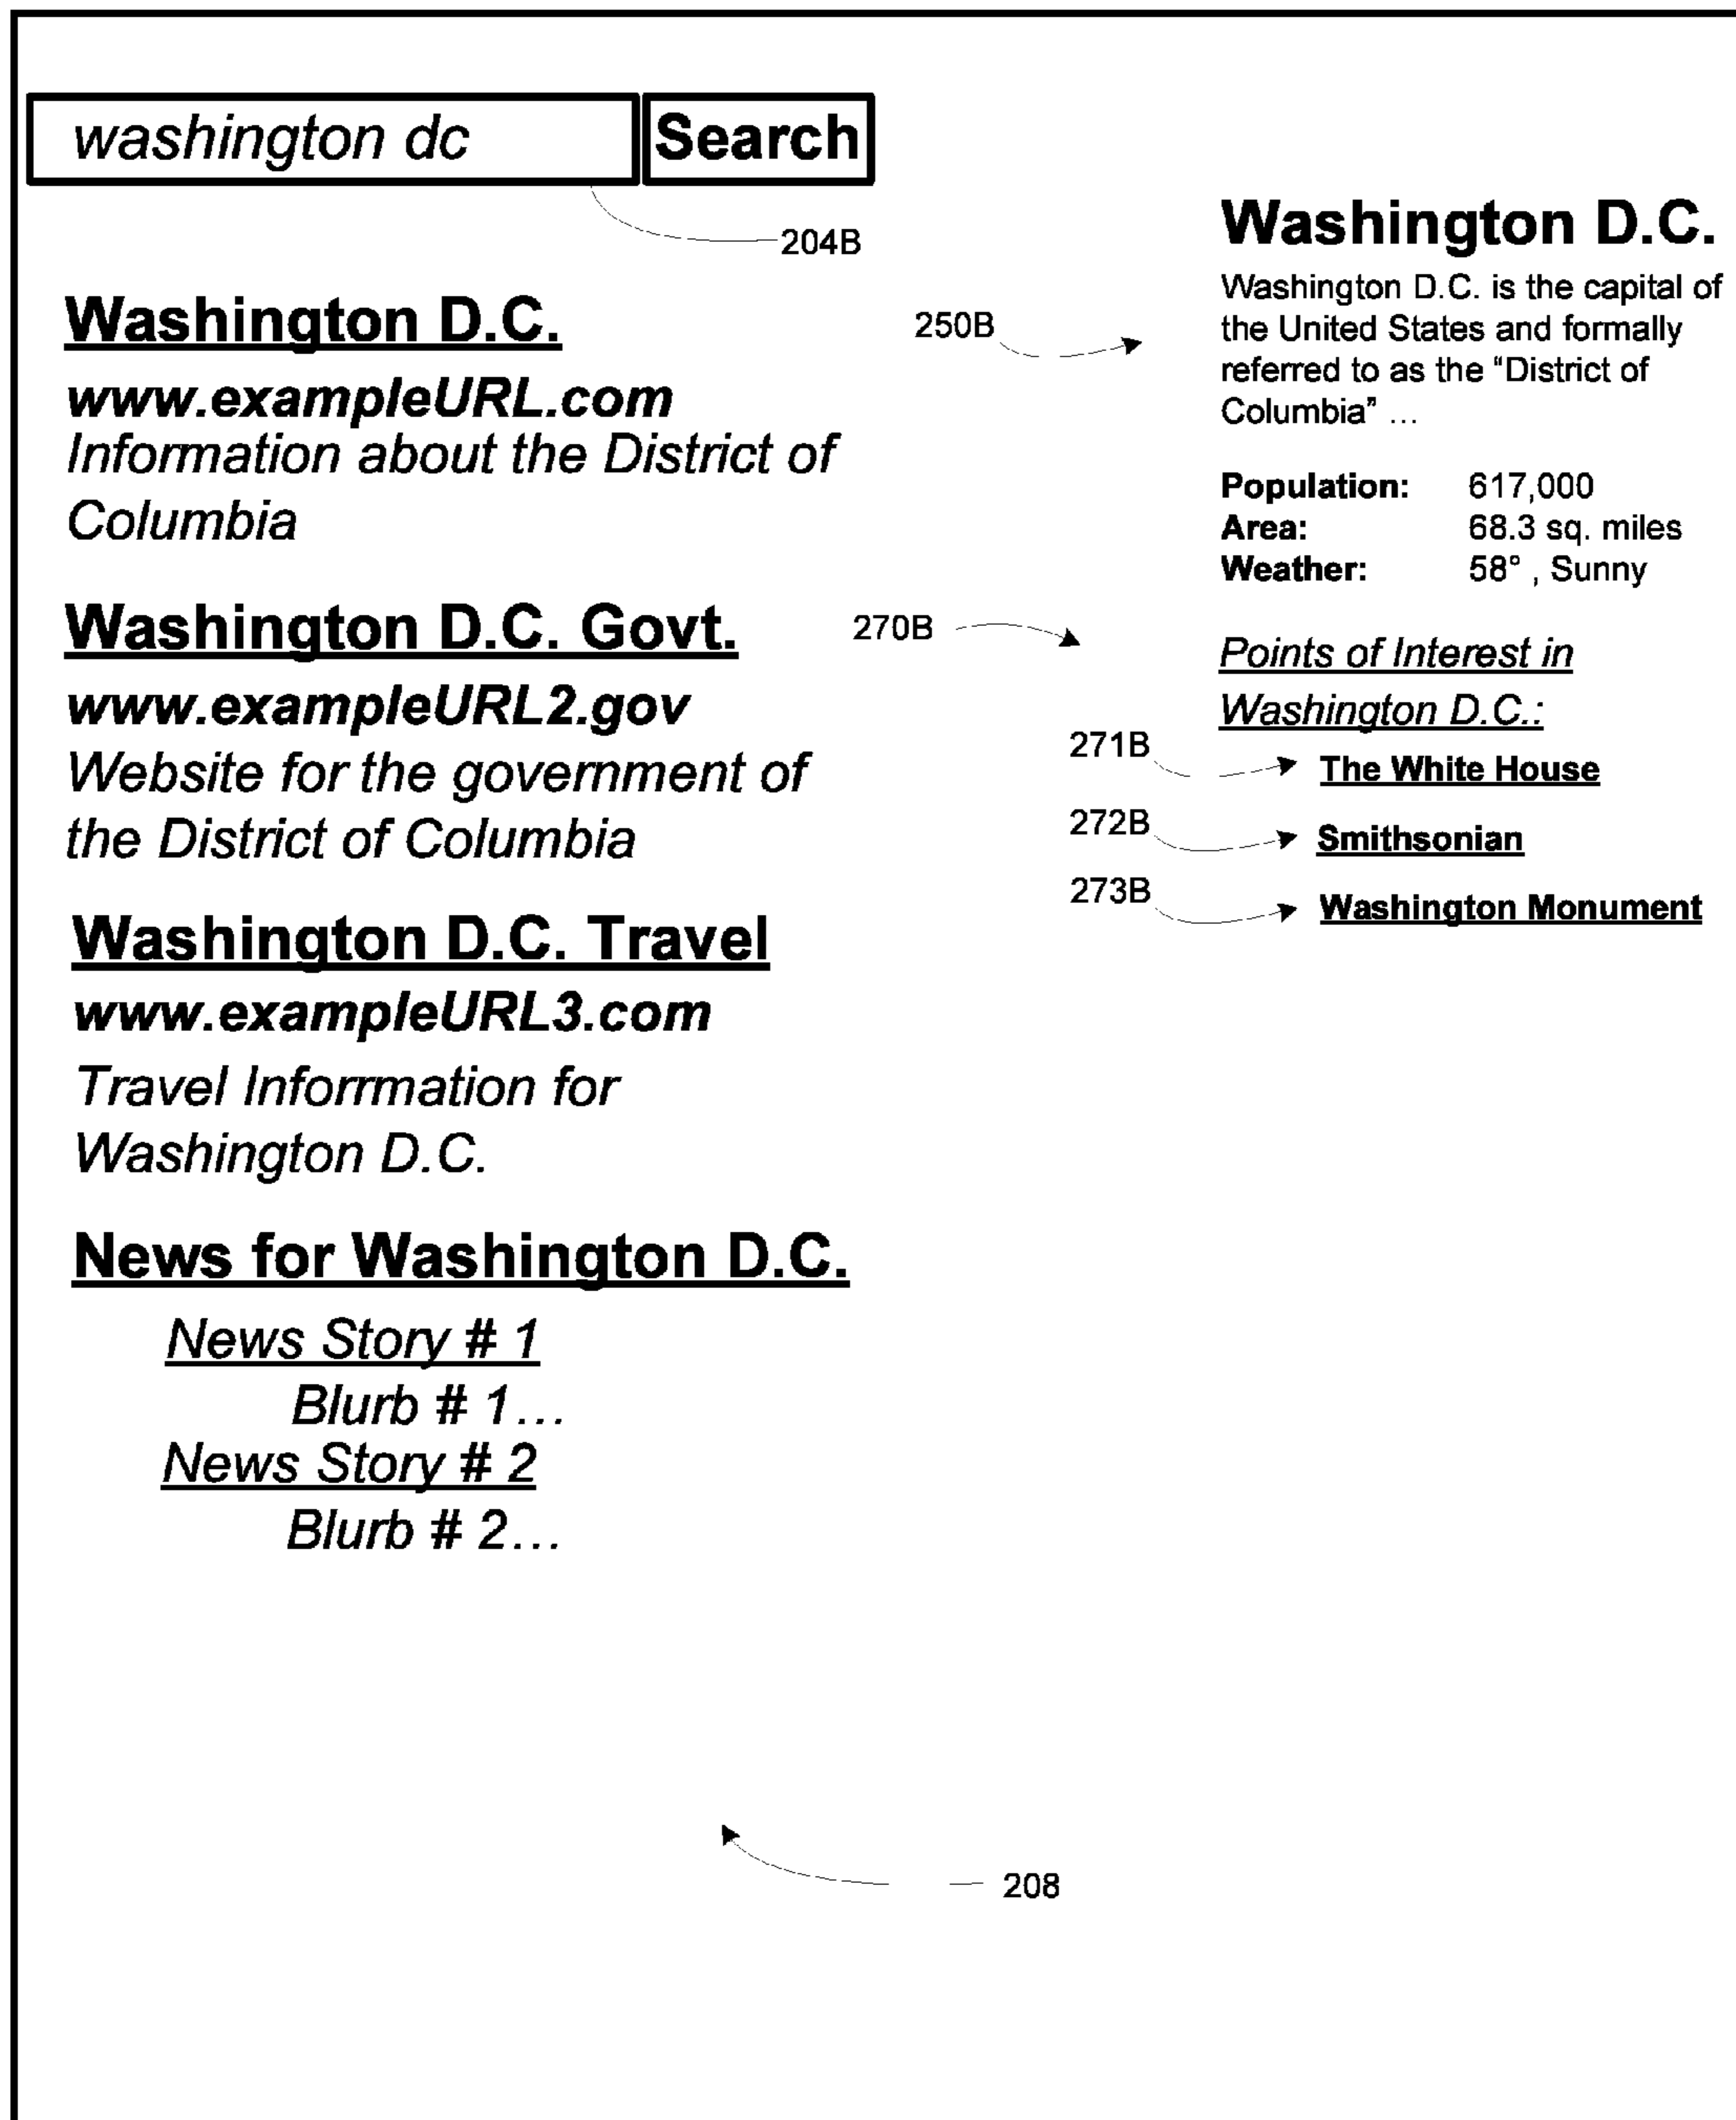 washington dc Search
204B
Washington D.C.
www.exampleURL.com
Information about the District of
Columbia
Washington D.C. Govt.
www.exampleURL2.gov
Website for the government of
the District of Columbia
Washington D.C. Travel
www.exampleURL3.com
Travel Inforrmation for
Washington D.C.
News for Washington D.C.
News Story # 1
Blurb # 1…
News Story # 2
Blurb # 2…
250B
Washington D.C.
Washington D.C. is the capital of
the United States and formally
referred to as the “District of
Columbia” …
Population: 617,000
Area: 68.3 sq. miles
Weather: 58° , Sunny
270B
Points of Interest in
Washington D.C.:
271B The White House
272B Smithsonian
273B Washington Monument
208